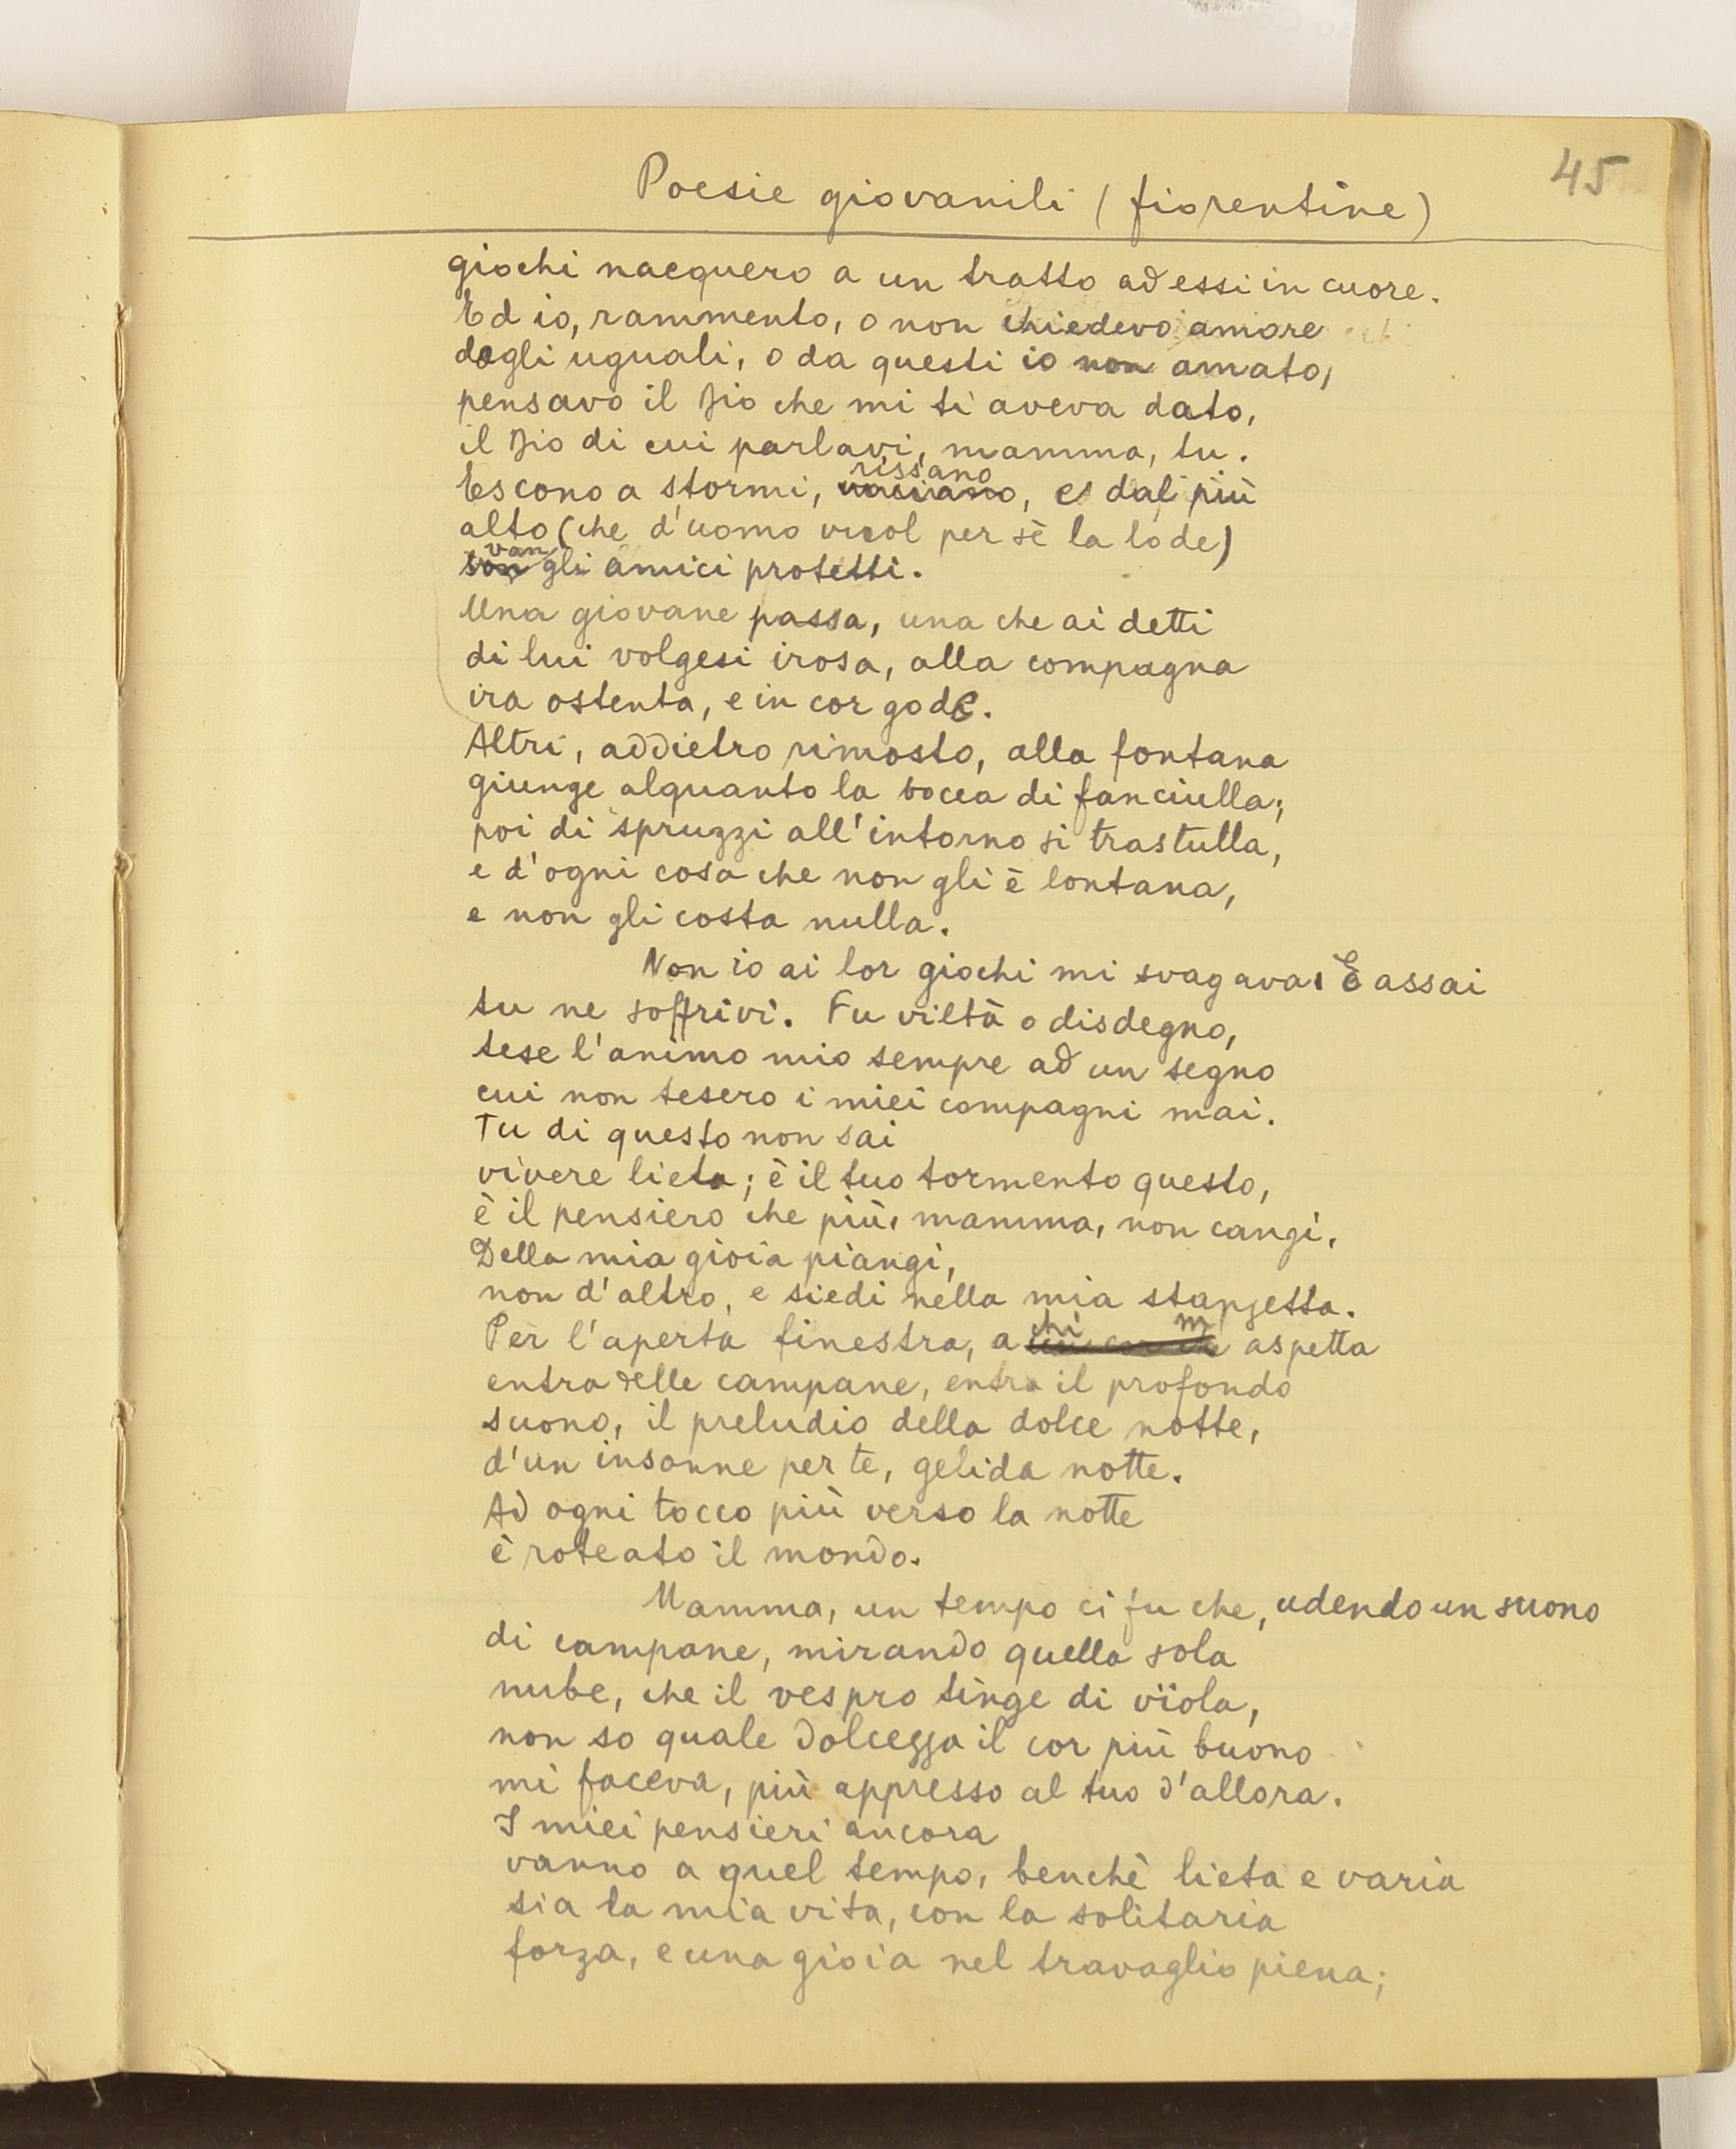 45
Poesie giovanili (fiorentine)
giochi nacquero a un tratto ad essi in cuore.
Ed io, rammento, o non chiedevo amore
dagli uguali, o da questi io non amato,
pensavo il Dio che mi ti aveva dato,
il Dio di cui parlavi, mamma, tu.
rissano
Escono a stormi, vociano, e dal più
alto (che d'uomo vuol per sè la lode)
van
son gli amici protetti.
Una giovane passa, una che ai detti
di lui volgesi irosa, alla compagna
ira ostenta, e in cor gode.
Altri, addietro rimasto, alla fontana
giunge alquanto la bocca di fanciulla;
poi di spruzzi all'intorno si trastulla,
e d'ogni cosa che non gli è lontana,
e non gli costa nulla.
Non io ai lor giochi mi svagava. E assai
tu ne soffrivi. Fu viltà o disdegno,
tese l'animo mio sempre ad un segno
cui non tesero i miei compagni mai.
Tu di questo non sai
vivere lieta; è il tuo tormento questo,
è il pensiero che più, mamma, non cangi.
Della mia gioia piangi,
non d'altro, e siedi nella mia stanzetta.
chi m'
Per l'aperta finestra, a aspetta
entra delle campane, entra il profondo
suono, il preludio della dolce notte,
d'un insonne per te, gelida notte.
Ad ogni tocco più verso la notte
è roteato il mondo.
Mamma, un tempo ci fu che, udendo un suono
di campane, mirando quella sola
nube, che il vespro tinge di vïola,
non so quale dolcezza il cor più buono
mi faceva, più appresso al tuo d'allora.
I miei pensieri ancora
vanno a quel tempo, benchè lieta e varia
sia la mia vita, con la solitaria
forza, e una gioia nel travaglio piena;